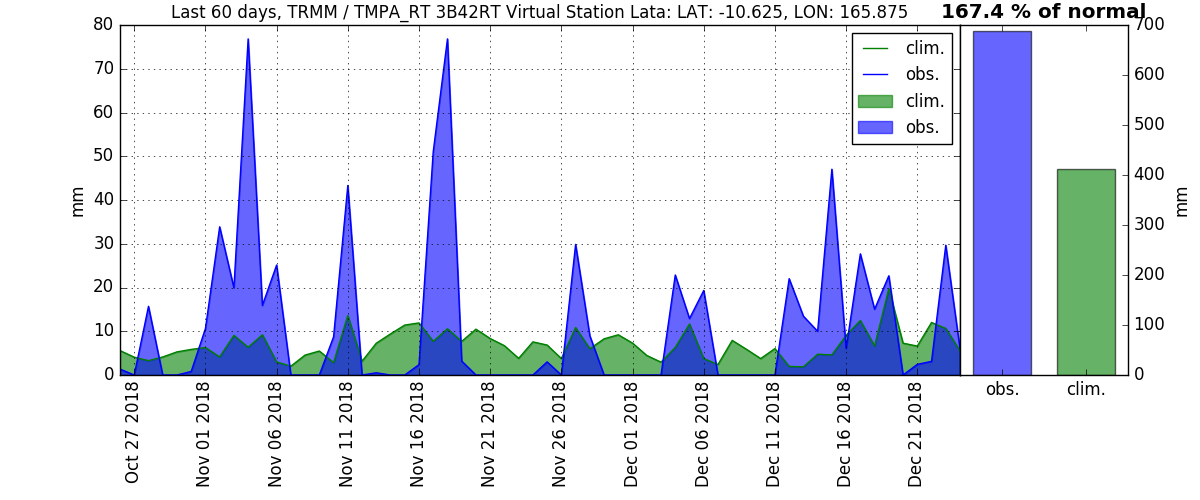 Last 60 days, TRMM / TMPA_RT 3B42RT Virtual Station Lata: LAT: -10.625, LON: 165.875
167.4 % of normal
80
70
60
50
40
30
20
10
0
mm
clim.
obs.
clim.
obs.
Oct 27 2018
Nov 01 2018
Nov 06 2018
Nov 11 2018
Nov 16 2018
Nov 21 2018
Nov 26 2018
Dec 01 2018
Dec 06 2018
Dec 11 2018
Dec 16 2018
Dec 21 2018
700
600
500
400
300
200
100
0
mm
obs.
clim.